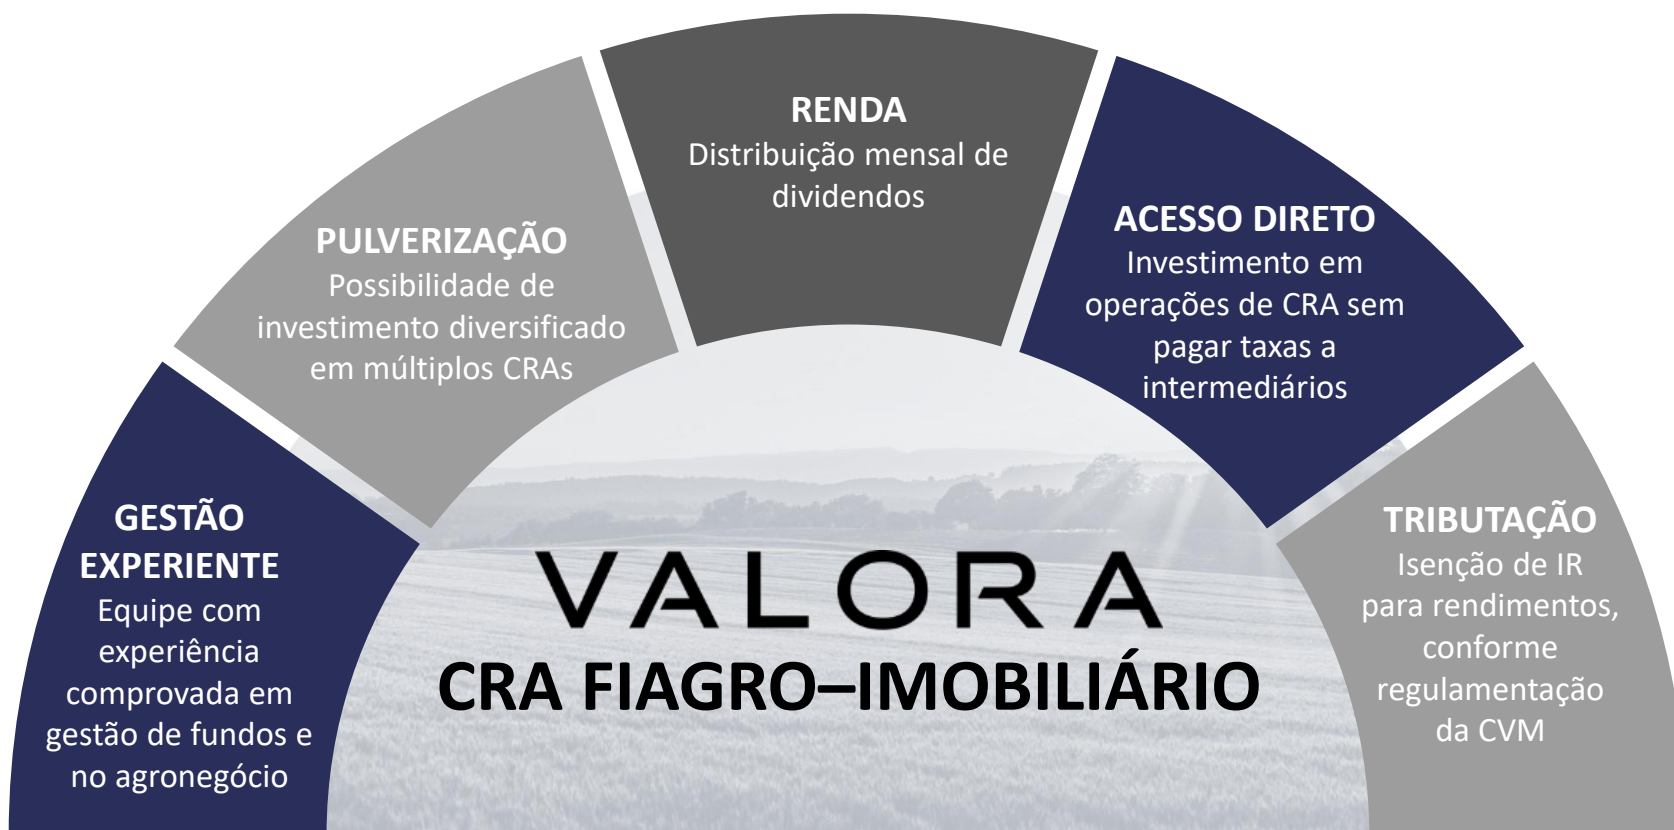 GESTÃO
EXPERIENTE
Equipe com
experiência
comprovada em
gestão de fundos e
no agronegócio
PULVERIZAÇÃO
Possibilidade de
investimento diversificado
em múltiplos CRAs
RENDA
Distribuição mensal de
dividendos
ACESSO DIRETO
Investimento em
operações de CRA sem
pagar taxas a
intermediários
TRIBUTAÇÃO
Isenção de IR
para rendimentos,
conforme
regulamentação
da CVM
VALORA
CRA FIAGRO–IMOBILIÁRIO